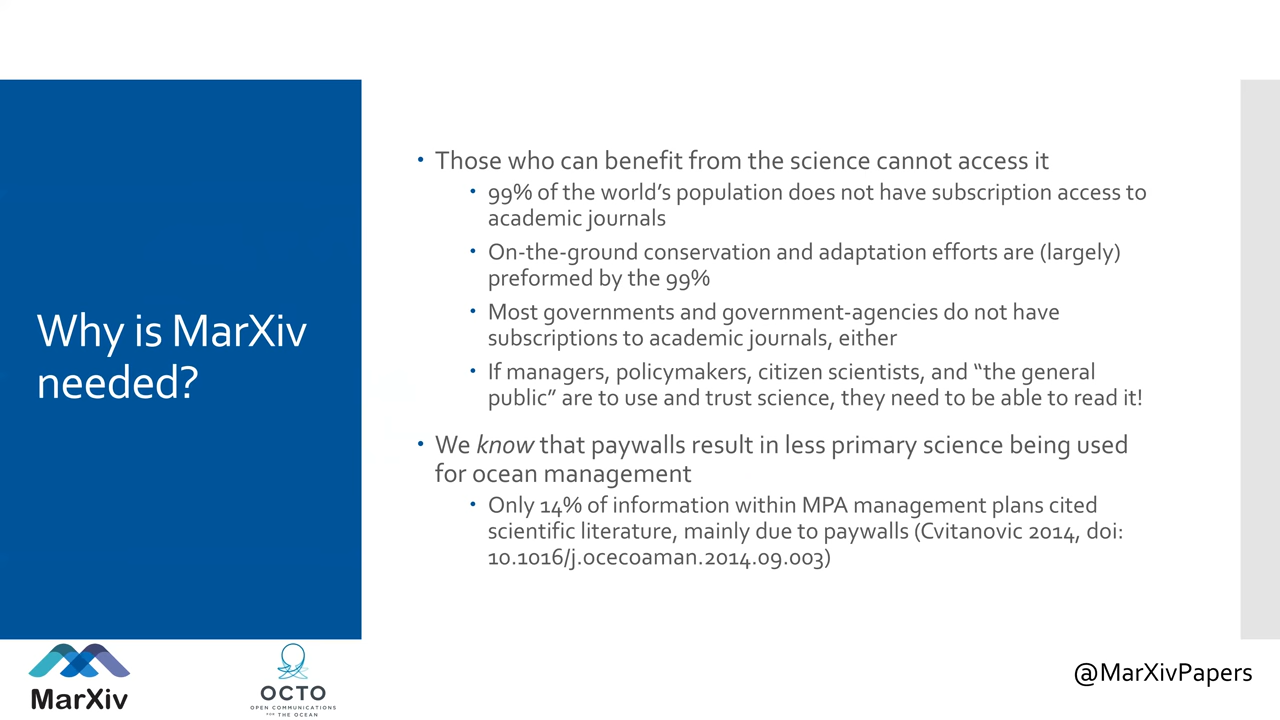 Why is MarXiv
needed?
• Those who can benefit from the science cannot access it
• 99% of the world's population does not have subscription access to
academic journals
• On-the-ground conservation and adaptation efforts are (largely)
preformed by the 99%
• Most governments and government-agencies do not have
subscriptions to academic journals, either
• If managers, policymakers, citizen scientists, and “the general
public” are to use and trust science, they need to be able to read it!
• We know that paywalls result in less primary science being used
for ocean management
• Only 14% of information within MPA management plans cited
scientific literature, mainly due to paywalls (Cvitanovic 2014, doi:
10.1016/j.ocecoaman.2014.09.003)
MarXiv
OCTO
OPEN COMMUNICATIONS
FOR THE OCEAN
@MarXivPapers